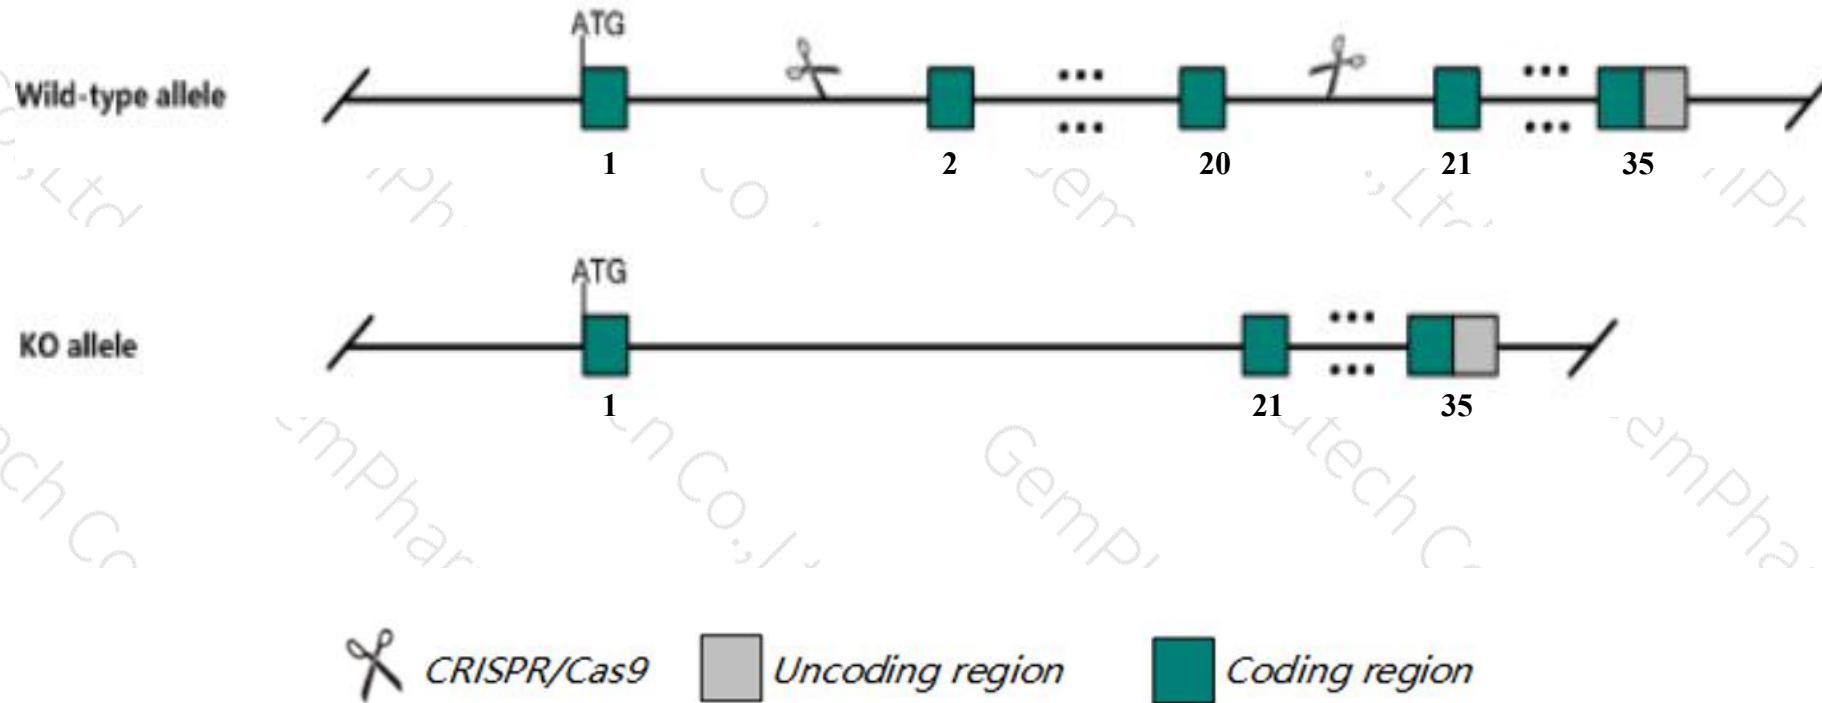 ATG
Wild-type allele
1 2 20 21 35
ATG
KO allele
1 21 35
CRISPR/Cas9 Uncoding region Coding region
GemPh